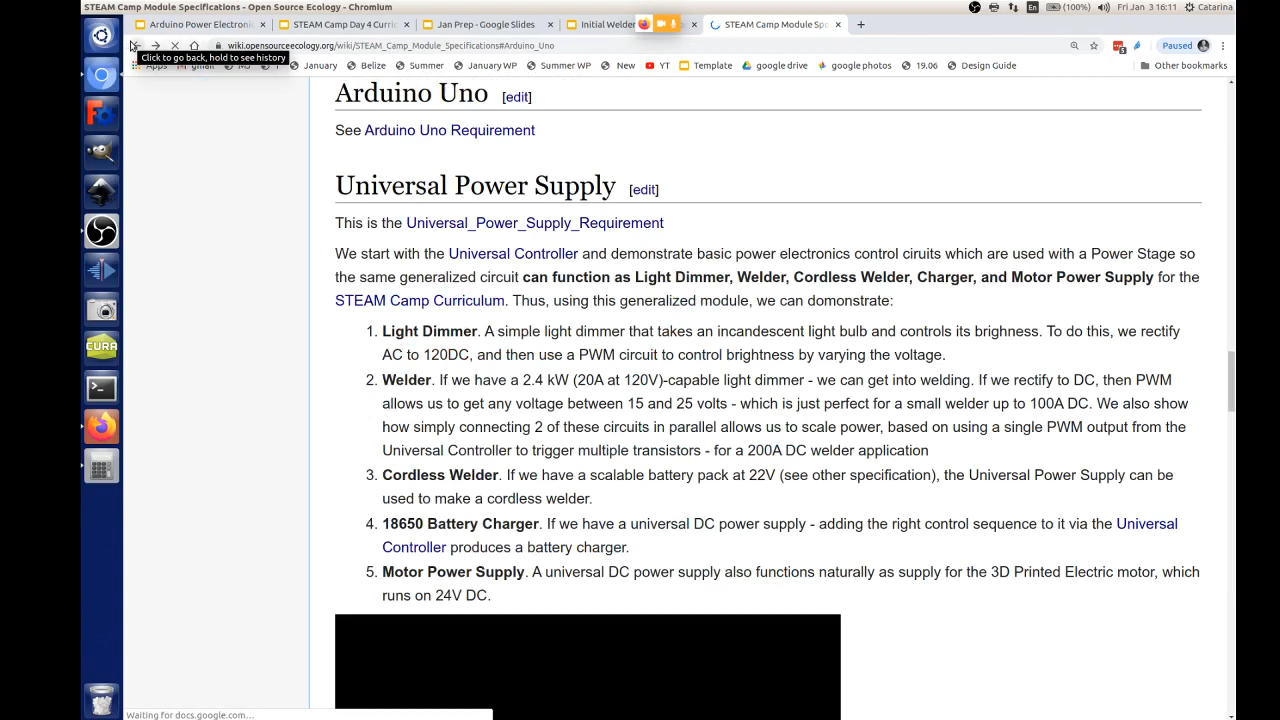 STEAM Camp Module Specifications - Open Source Ecology - Chromium
En (100%) Fri Jan 3 16:11 Catarina
Arduino Power Electroni STEAM Camp Day 4 Curric Jan Prep - Google Slides Initial Welder STEAM Camp Module Spe
wiki.opensourceecology.org/wiki/STEAM_Camp_Module_Specifications#Arduino_Uno Paused
Click to go back, hold to see history
Apps gmail January Belize Summer January WP Summer WP New YT Template google drive google photos 19.06 Design Guide Other bookmarks
Arduino Uno [edit]
See Arduino Uno Requirement
Universal Power Supply [edit]
This is the Universal_Power_Supply_Requirement
We start with the Universal Controller and demonstrate basic power electronics control ciruits which are used with a Power Stage so
the same generalized circuit can function as Light Dimmer, Welder, Cordless Welder, Charger, and Motor Power Supply for the
STEAM Camp Curriculum. Thus, using this generalized module, we can domonstrate:
1. Light Dimmer. A simple light dimmer that takes an incandescent light bulb and controls its brighness. To do this, we rectify
AC to 120DC, and then use a PWM circuit to control brightness by varying the voltage.
2. Welder. If we have a 2.4 kW (20A at 120V)-capable light dimmer - we can get into welding. If we rectify to DC, then PWM
allows us to get any voltage between 15 and 25 volts - which is just perfect for a small welder up to 100A DC. We also show
how simply connecting 2 of these circuits in parallel allows us to scale power, based on using a single PWM output from the
Universal Controller to trigger multiple transistors - for a 200A DC welder application
3. Cordless Welder. If we have a scalable battery pack at 22V (see other specification), the Universal Power Supply can be
used to make a cordless welder.
4. 18650 Battery Charger. If we have a universal DC power supply - adding the right control sequence to it via the Universal
Controller produces a battery charger.
5. Motor Power Supply. A universal DC power supply also functions naturally as supply for the 3D Printed Electric motor, which
runs on 24V DC.
CURA
Waiting for docs.google.com...